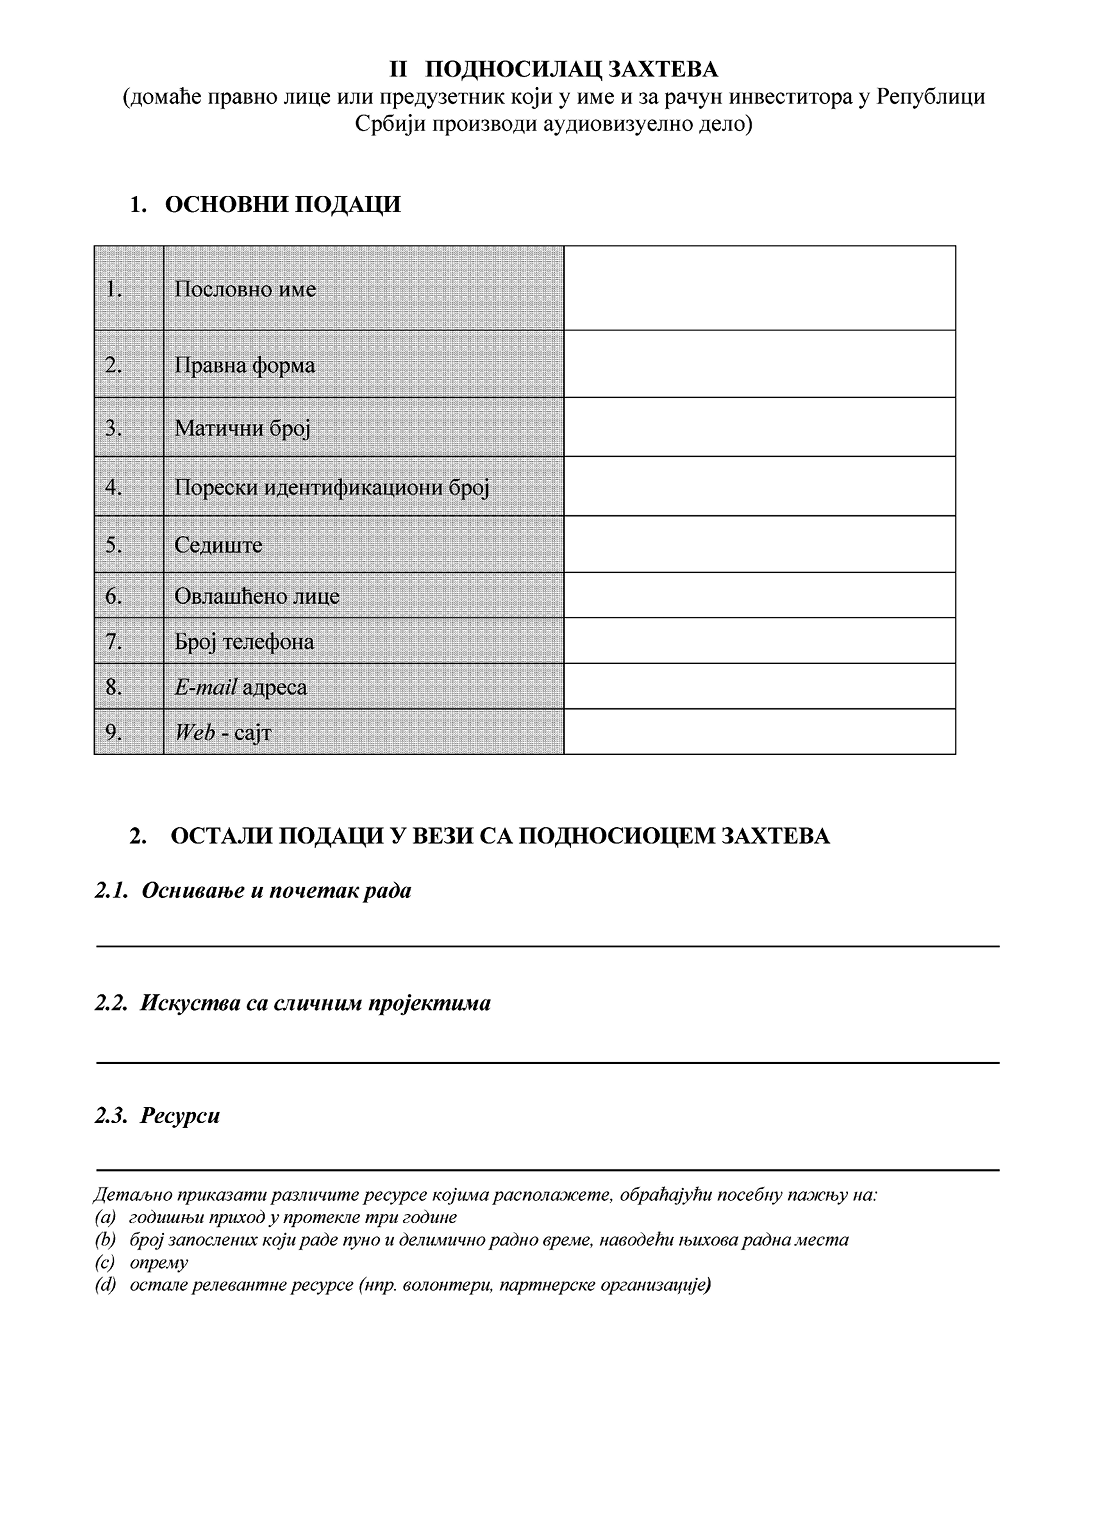 II ПОДНОСИЛАЦ ЗАХТЕВА
(домаће правно лице или предузетник који у име и за рачун инвеститора у Републици
Србији производи аудиовизуелно дело)
1. ОСНОВНИ ПОДАЦИ
1. Пословно име
2. Правна форма
3. Матични број
4. Порески идентификациони број
5. Седиште
6. Овлашћено лице
7. Број телефона
8. E-mail адреса
9. Web - сајт
2. ОСТАЛИ ПОДАЦИ У ВЕЗИ СА ПОДНОСИОЦЕМ ЗАХТЕВА
2.1. Оснивање и почетак рада
2.2. Искуства са сличним пројектима
2.3. Ресурси
Детаљно приказати различите ресурсе којима располажете, обраћајући посебну пажњу на:
(a) годишњи приход у протекле три године
(b) број запослених који раде пуно и делимично радно време, наводећи њихова радна места
(c) опрему
(d) остале релевантне ресурсе (нпр. волонтери, партнерске организације)